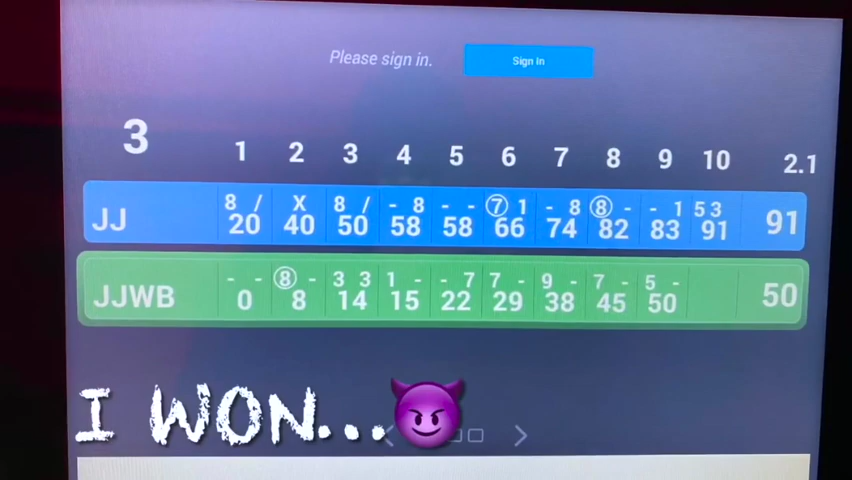 Please sign in. Sign In
3 1 2 3 4 5 6 7 8 9 10 2.1
8 / X 8 / - 8 - - ⑦ 1 - 8 ⑧ - - 1 5 3
JJ 20 40 50 58 58 66 74 82 83 91 91
- - ⑧ - 3 3 1 - - 7 7 - 9 - 7 - 5 -
JJWB 0 8 14 15 22 29 38 45 50 50
I WON...😈